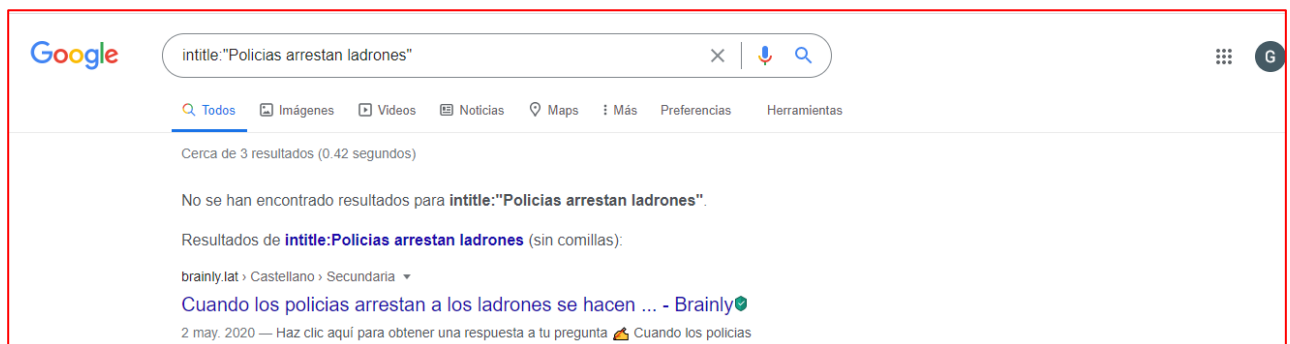 Google
intitle:"Policias arrestan ladrones"
G
Todos Imágenes Videos Noticias Maps Más Preferencias Herramientas
Cerca de 3 resultados (0.42 segundos)
No se han encontrado resultados para intitle:"Policias arrestan ladrones".
Resultados de intitle:Policias arrestan ladrones (sin comillas):
brainly.lat › Castellano › Secundaria
Cuando los policias arrestan a los ladrones se hacen ... - Brainly
2 may. 2020 — Haz clic aquí para obtener una respuesta a tu pregunta ✍️ Cuando los policias